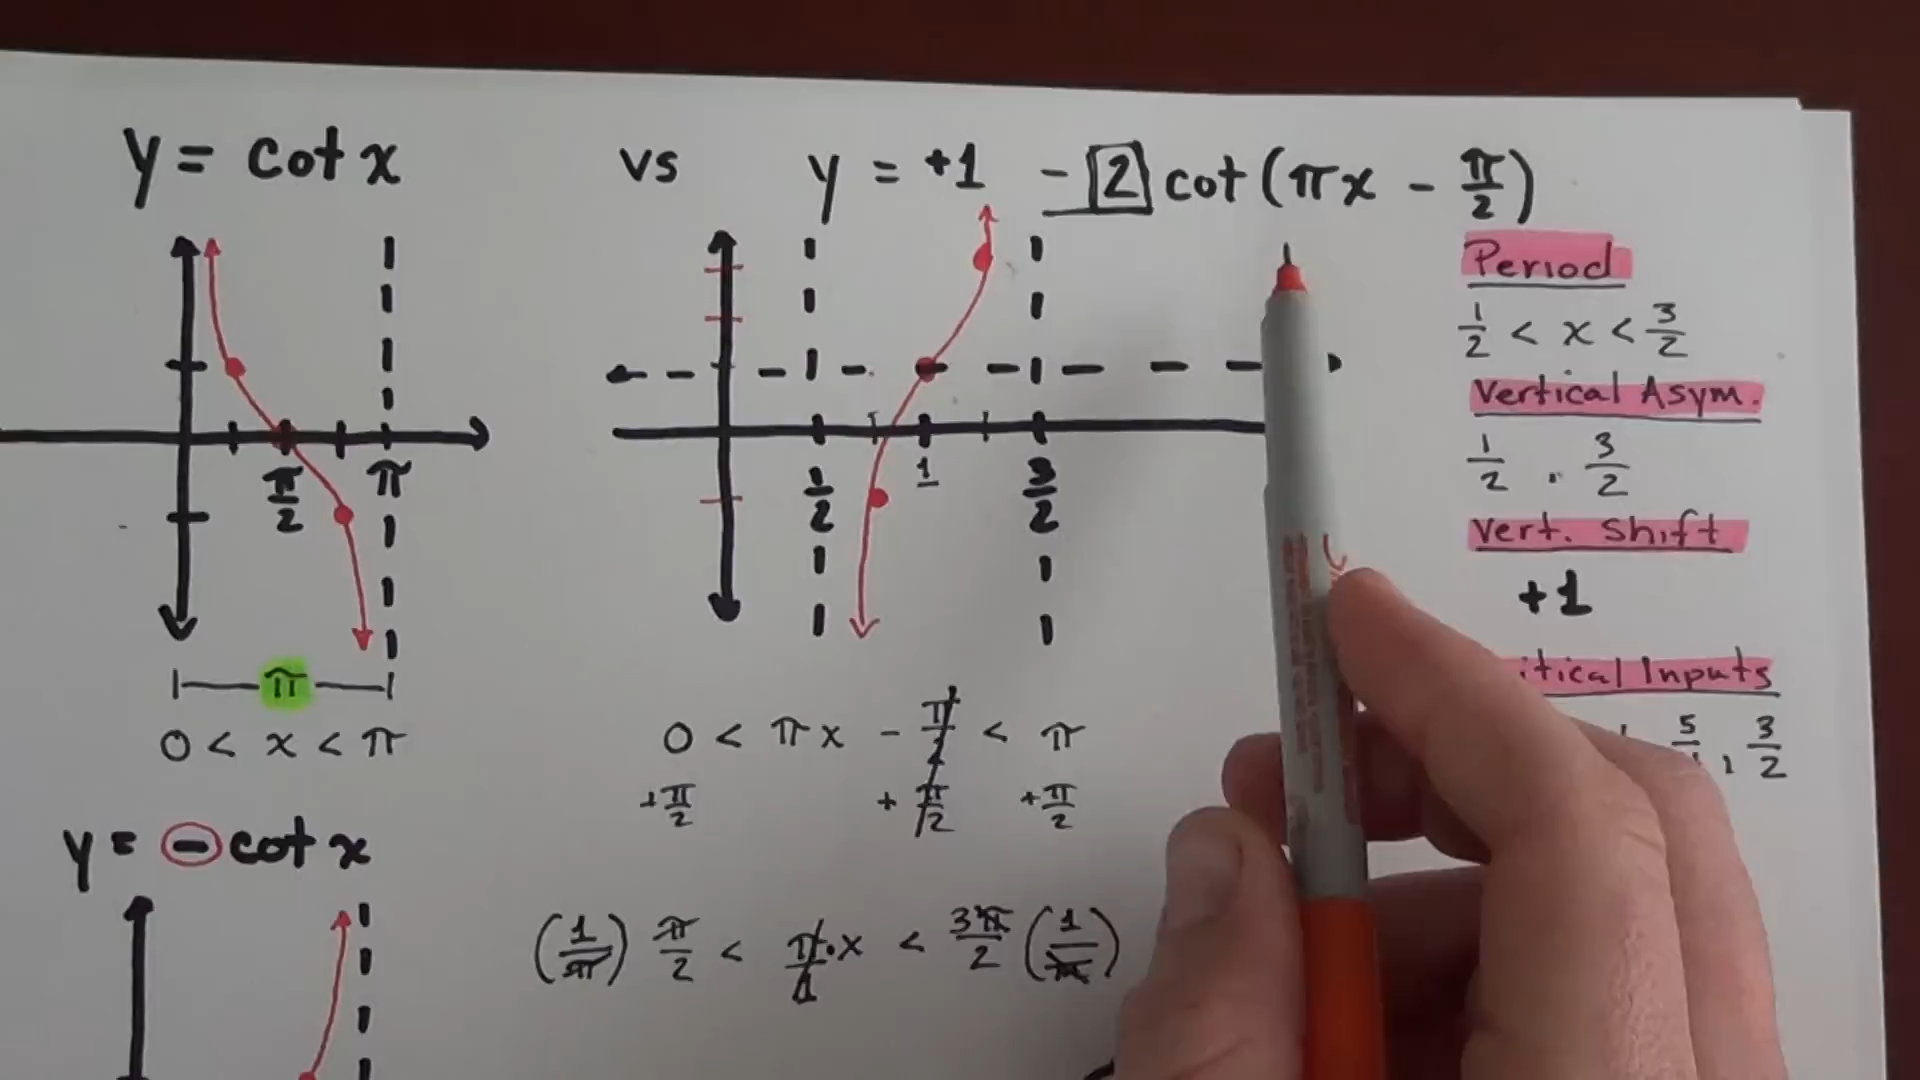 y = cot x
vs
y = +1 - 2 cot (πx - π/2)
π/2
π
π
0 < x < π
y = - cot x
1/2
1
3/2
0 < πx - π/2 < π
+π/2 + π/2 +π/2
(1/π) π/2 < π/1 · x < 3π/2 (1/π)
Period
1/2 < x < 3/2
Vertical Asym.
1/2 , 3/2
Vert. Shift
+1
Inputs
5 , 3/2